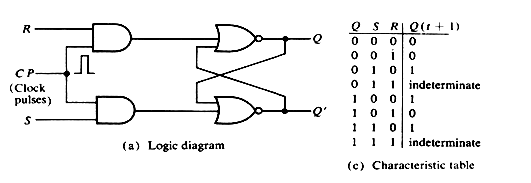 R
CP
(Clock
pulses)
S
Q
Q'
(a) Logic diagram
Q S R Q(t + 1)
0 0 0 0
0 0 1 0
0 1 0 1
0 1 1 indeterminate
1 0 0 1
1 0 1 0
1 1 0 1
1 1 1 indeterminate
(c) Characteristic table